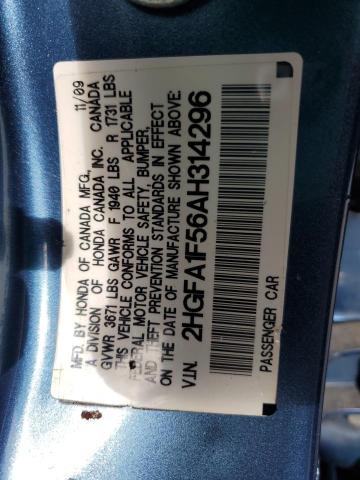 MFD. BY HONDA OF CANADA MFG., 11/09
A DIVISION OF HONDA CANADA INC. CANADA
GVWR 3671 LBS GAWR F 1940 LBS R 1731 LBS
THIS VEHICLE CONFORMS TO ALL APPLICABLE
FEDERAL MOTOR VEHICLE SAFETY, BUMPER,
AND THEFT PREVENTION STANDARDS IN EFFECT
ON THE DATE OF MANUFACTURE SHOWN ABOVE.
V.I.N. 2HGFA1F56AH314296
PASSENGER CAR